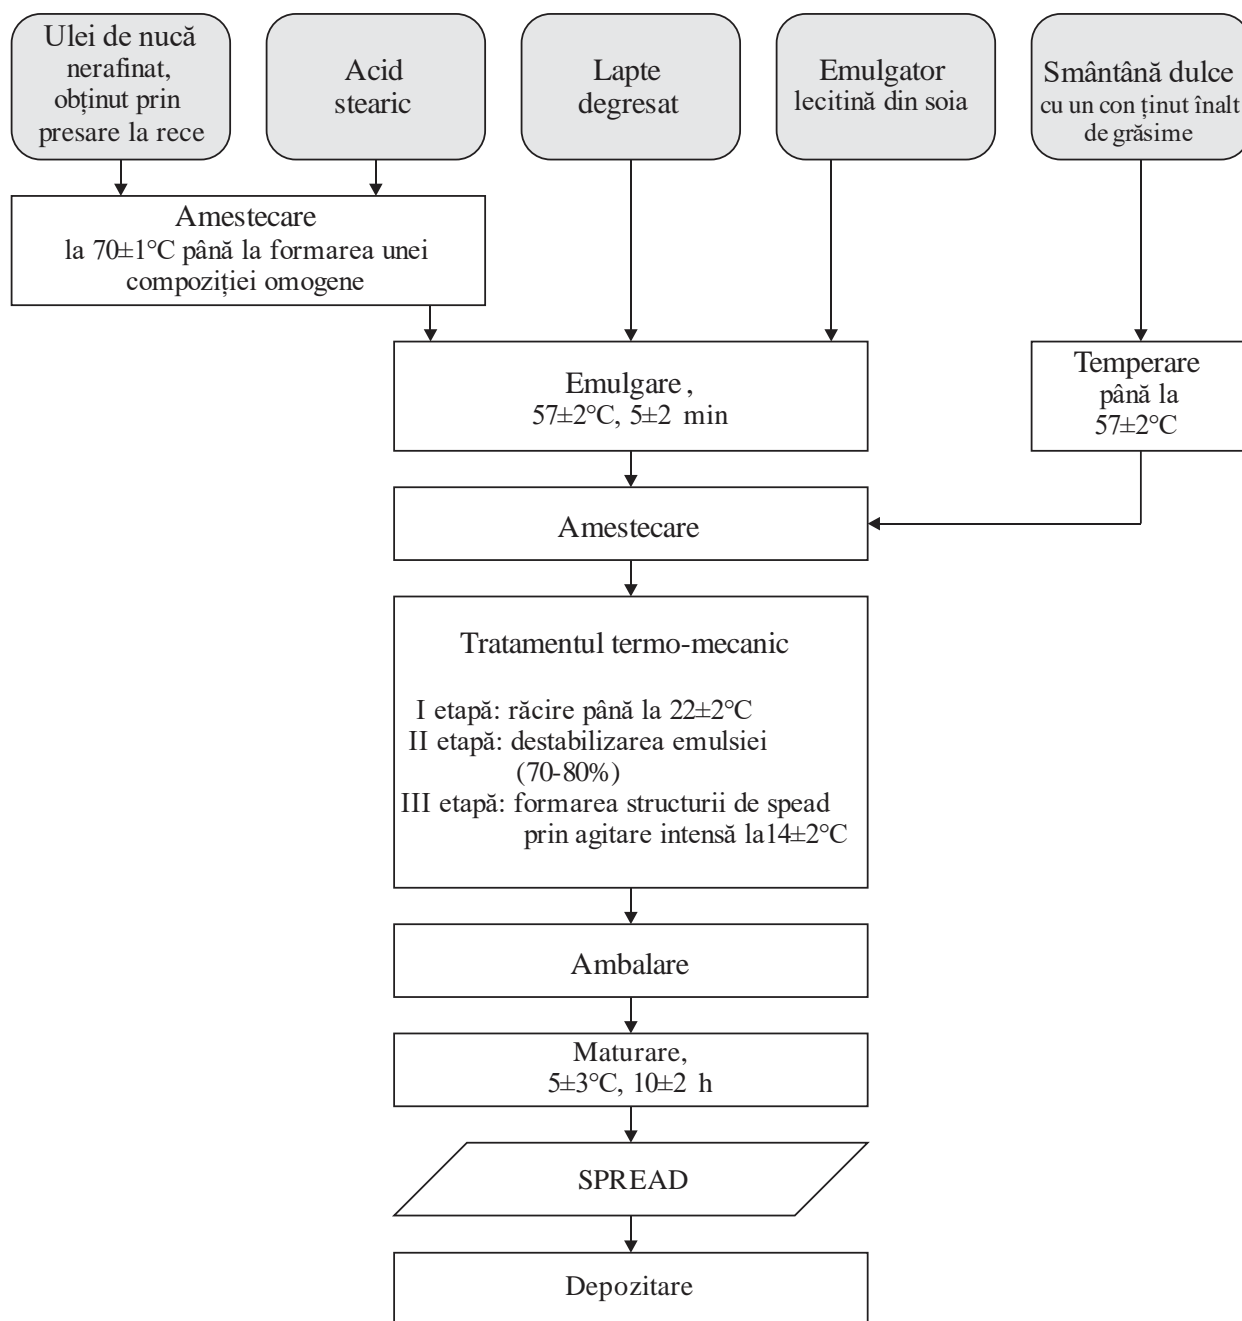 Ulei de nucă
nerafinat,
obținut prin
presare la rece
Acid
stearic
Lapte
degresat
Emulgator
lecitină din soia
Smântână dulce
cu un con ținut înalt
de grăsime
Amestecare
la 70±1°C până la formarea unei
compoziției omogene
Emulgare ,
57±2°C, 5±2 min
Temperare
până la
57±2°C
Amestecare
Tratamentul termo-mecanic
I etapă: răcire până la 22±2°C
II etapă: destabilizarea emulsiei
(70-80%)
III etapă: formarea structurii de spead
prin agitare intensă la14±2°C
Ambalare
Maturare,
5±3°C, 10±2 h
SPREAD
Depozitare